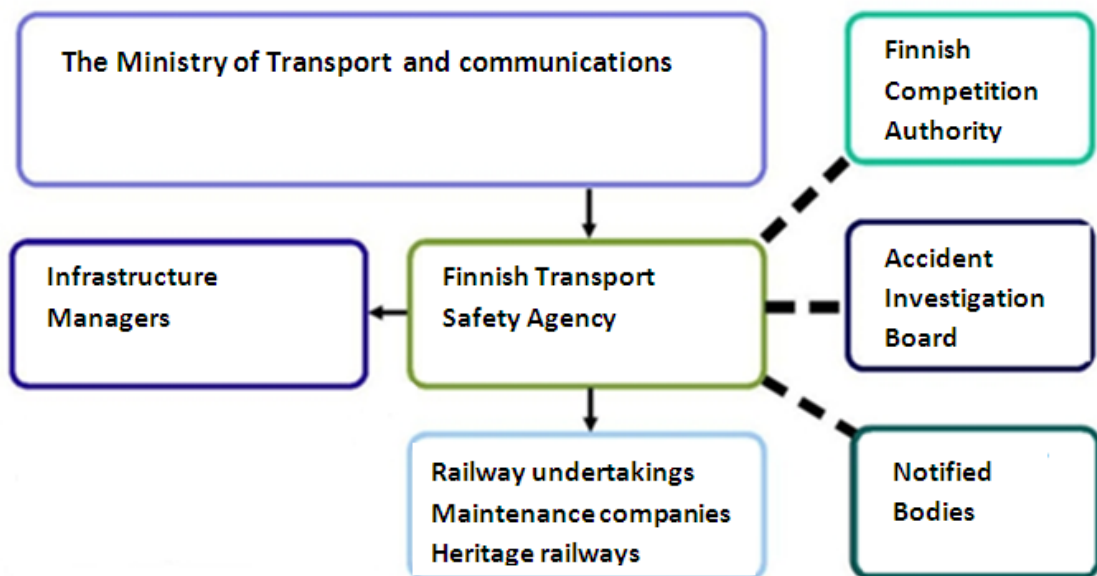 The Ministry of Transport and communications
Finnish
Competition
Authority
Infrastructure
Managers
Finnish Transport
Safety Agency
Accident
Investigation
Board
Railway undertakings
Maintenance companies
Heritage railways
Notified
Bodies